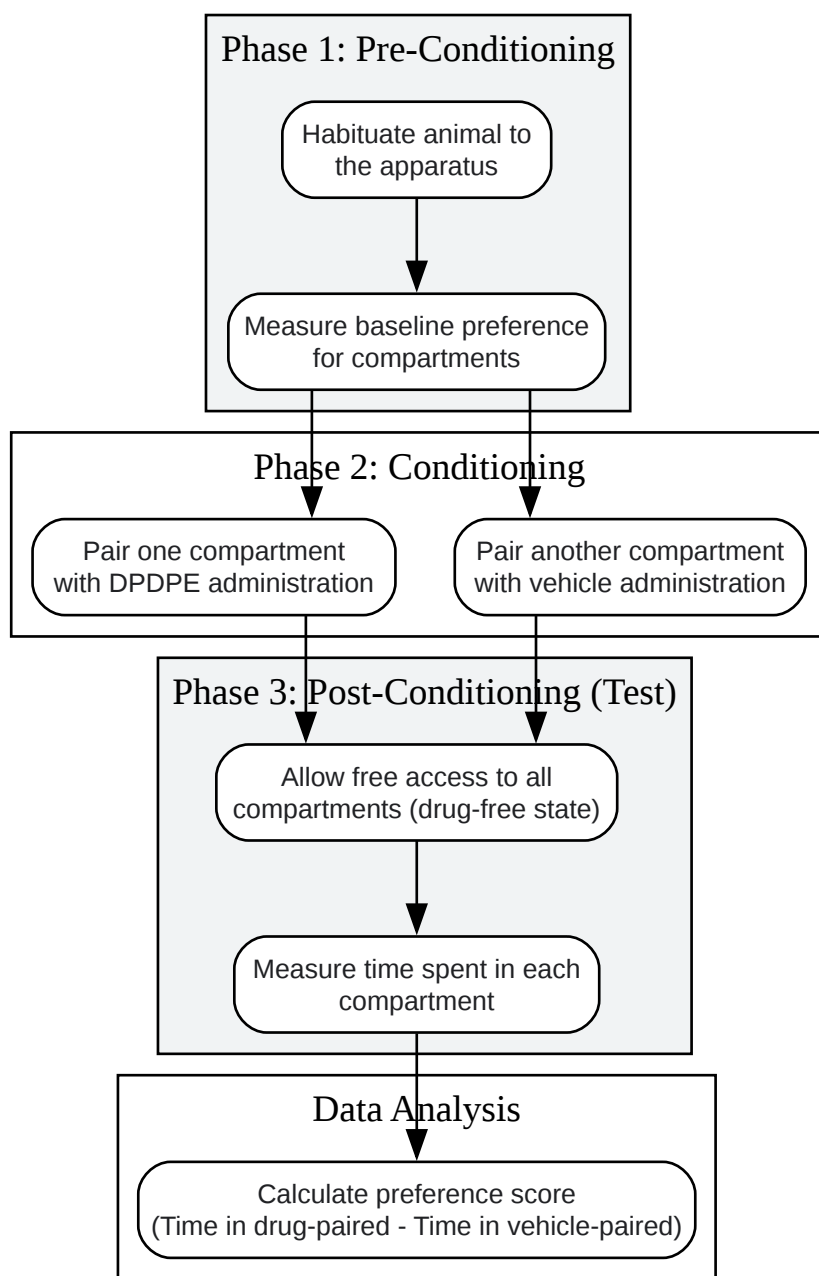 Phase 1: Pre-Conditioning
Habituate animal to
the apparatus
Measure baseline preference
for compartments
Phase 2: Conditioning
Pair one compartment
with DPDPE administration
Pair another compartment
with vehicle administration
Phase 3: Post-Conditioning (Test)
Allow free access to all
compartments (drug-free state)
Measure time spent in each
compartment
Data Analysis
Calculate preference score
(Time in drug-paired - Time in vehicle-paired)